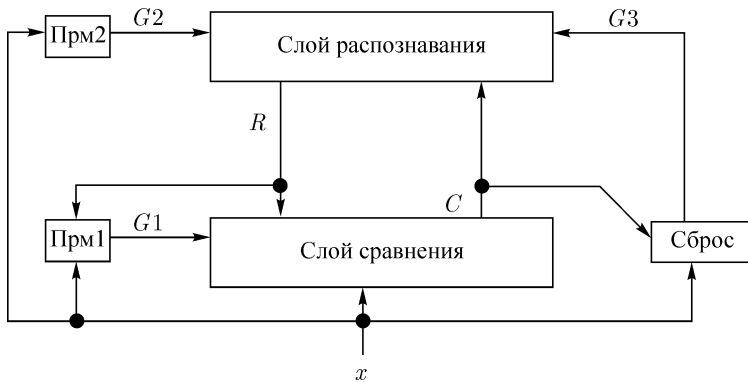 Прм2
G2
Слой распознавания
G3
R
C
Прм1
G1
Слой сравнения
Сброс
x